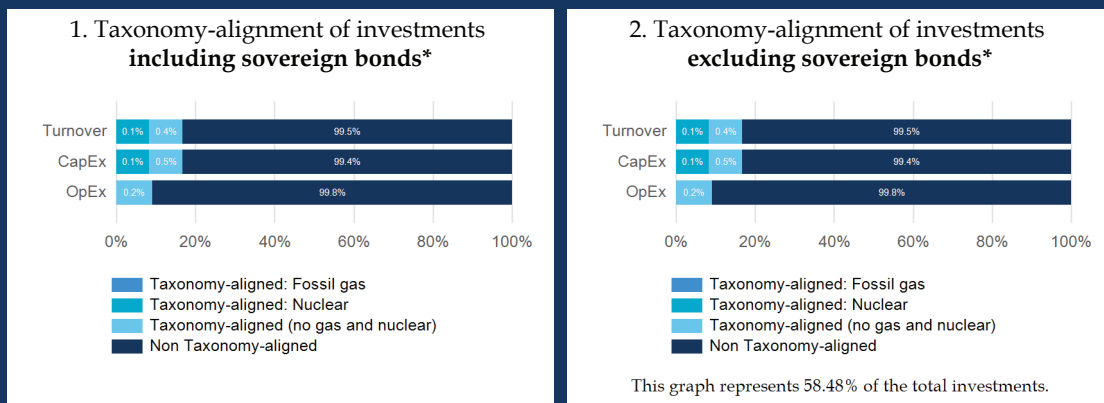 1. Taxonomy-alignment of investments
including sovereign bonds*
Turnover 0.1% 0.4% 99.5%
CapEx 0.1% 0.5% 99.4%
OpEx 0.2% 99.8%
0% 20% 40% 60% 80% 100%
Taxonomy-aligned: Fossil gas
Taxonomy-aligned: Nuclear
Taxonomy-aligned (no gas and nuclear)
Non Taxonomy-aligned
2. Taxonomy-alignment of investments
excluding sovereign bonds*
Turnover 0.1% 0.4% 99.5%
CapEx 0.1% 0.5% 99.4%
OpEx 0.2% 99.8%
0% 20% 40% 60% 80% 100%
Taxonomy-aligned: Fossil gas
Taxonomy-aligned: Nuclear
Taxonomy-aligned (no gas and nuclear)
Non Taxonomy-aligned
This graph represents 58.48% of the total investments.